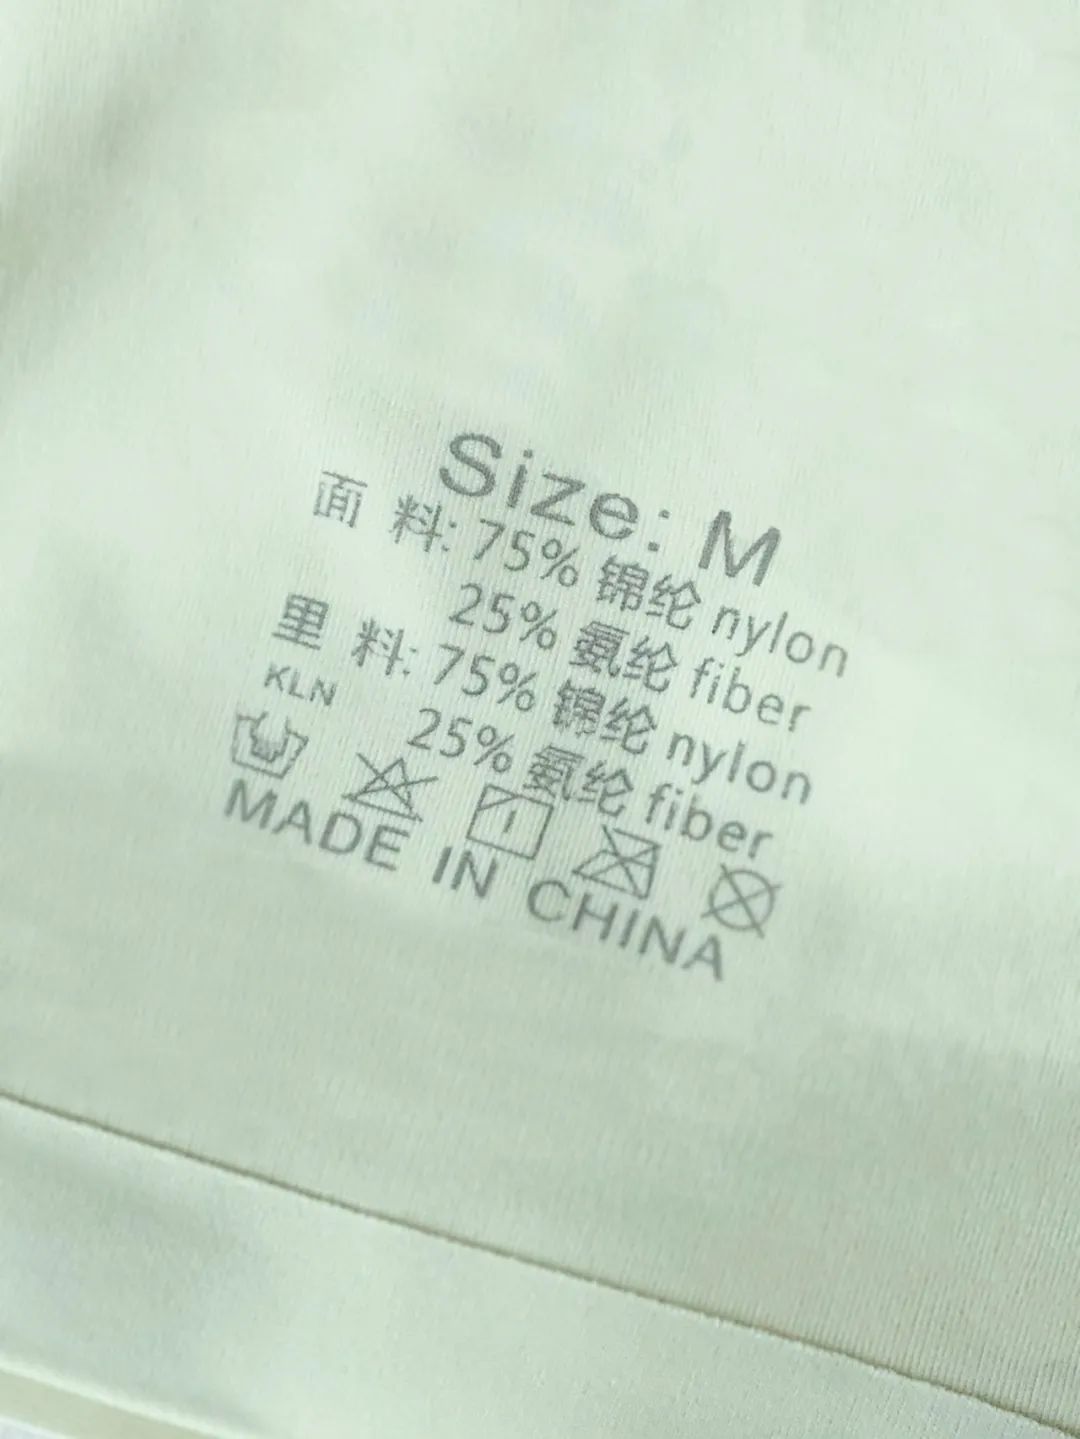 Size: M
面 料: 75% 锦纶 nylon
25% 氨纶 fiber
里 料: 75% 锦纶 nylon
25% 氨纶 fiber
KLN
MADE IN CHINA